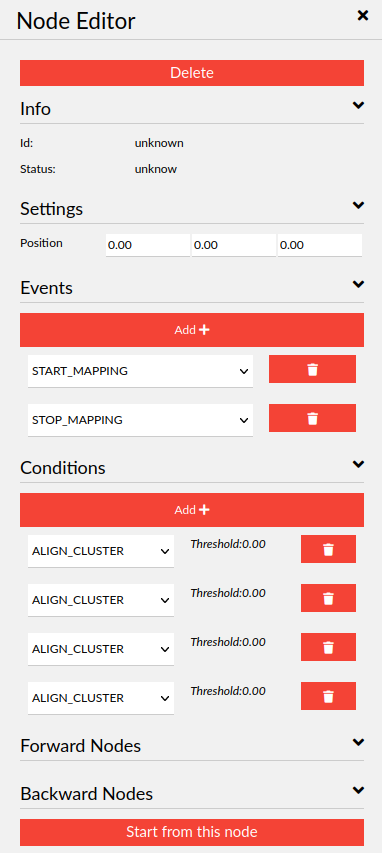 Node Editor
Delete
Info
Id: unknown
Status: unknow
Settings
Position 0.00 0.00 0.00
Events
Add
START_MAPPING
STOP_MAPPING
Conditions
Add
ALIGN_CLUSTER Threshold:0.00
ALIGN_CLUSTER Threshold:0.00
ALIGN_CLUSTER Threshold:0.00
ALIGN_CLUSTER Threshold:0.00
Forward Nodes
Backward Nodes
Start from this node